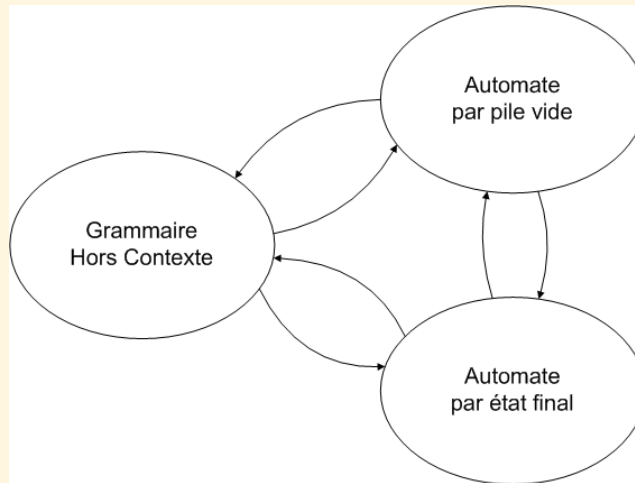 Automate
par pile vide
Grammaire
Hors Contexte
Automate
par état final